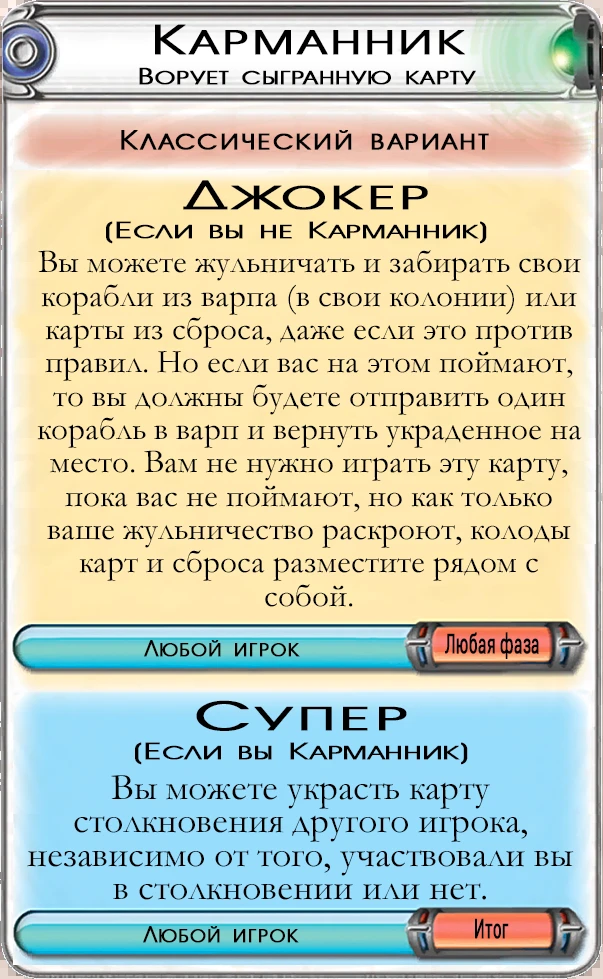 Карманник
Ворует сыгранную карту
Классический вариант
Джокер
(Если вы не Карманник)
Вы можете жульничать и забирать свои
корабли из варпа (в свои колонии) или
карты из сброса, даже если это против
правил. Но если вас на этом поймают,
то вы должны будете отправить один
корабль в варп и вернуть украденное на
место. Вам не нужно играть эту карту,
пока вас не поймают, но как только
ваше жульничество раскроют, колоды
карт и сброса разместите рядом с
собой.
Любой игрок Любая фаза
Супер
(Если вы Карманник)
Вы можете украсть карту
столкновения другого игрока,
независимо от того, участвовали вы
в столкновении или нет.
Любой игрок Итог